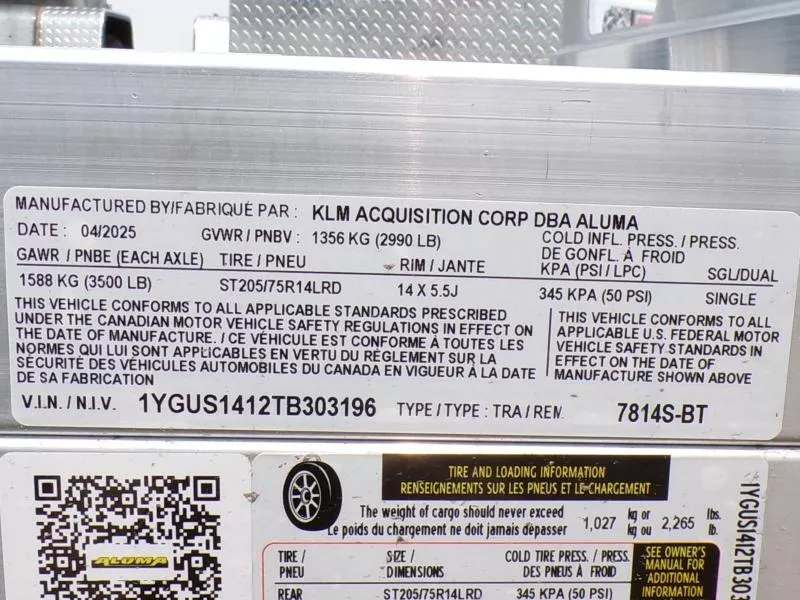 MANUFACTURED BY/FABRIQUÉ PAR : KLM ACQUISITION CORP DBA ALUMA
DATE : 04/2025 GVWR / PNBV : 1356 KG (2990 LB) COLD INFL. PRESS. / PRESS.
DE GONFL. À FROID
GAWR / PNBE (EACH AXLE) TIRE / PNEU RIM / JANTE KPA (PSI / LPC) SGL/DUAL
1588 KG (3500 LB) ST205/75R14LRD 14 X 5.5J 345 KPA (50 PSI) SINGLE
THIS VEHICLE CONFORMS TO ALL APPLICABLE STANDARDS PRESCRIBED
UNDER THE CANADIAN MOTOR VEHICLE SAFETY REGULATIONS IN EFFECT ON
THE DATE OF MANUFACTURE. / CE VÉHICULE EST CONFORME À TOUTES LES
NORMES QUI LUI SONT APPLICABLES EN VERTU DU RÈGLEMENT SUR LA
SÉCURITÉ DES VÉHICULES AUTOMOBILES DU CANADA EN VIGUEUR À LA DATE
DE SA FABRICATION
THIS VEHICLE CONFORMS TO ALL
APPLICABLE U.S. FEDERAL MOTOR
VEHICLE SAFETY STANDARDS IN
EFFECT ON THE DATE OF
MANUFACTURE SHOWN ABOVE
V.I.N. / N.I.V. 1YGUS1412TB303196 TYPE / TYPE : TRA / REM 7814S-BT
ALUMA
TIRE AND LOADING INFORMATION
RENSEIGNEMENTS SUR LES PNEUS ET LE CHARGEMENT
The weight of cargo should never exceed kg or lbs.
Le poids du chargement ne doit jamais dépasser 1,027 kg ou 2,265 lb.
TIRE / SIZE / COLD TIRE PRESS. / PRESS.
PNEU DIMENSIONS DES PNEUS À FROID
REAR ST205/75R14LRD 345 KPA (50 PSI)
SEE OWNER'S
MANUAL FOR
ADDITIONAL
INFORMATION
1YGUS1412TB303